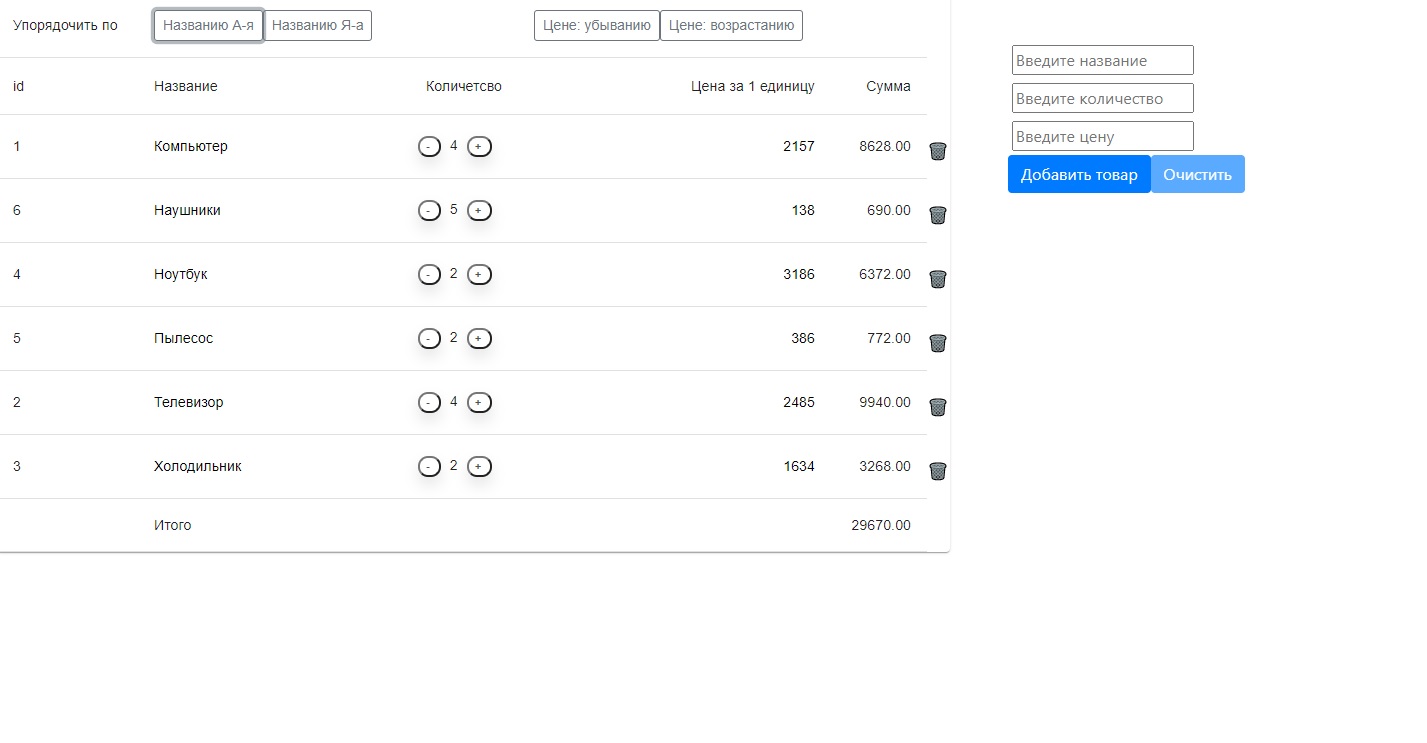 Упорядочить по Названию А-я Названию Я-а Цене: убыванию Цене: возрастанию
id Название Количетсво Цена за 1 единицу Сумма
1 Компьютер - 4 + 2157 8628.00
6 Наушники - 5 + 138 690.00
4 Ноутбук - 2 + 3186 6372.00
5 Пылесос - 2 + 386 772.00
2 Телевизор - 4 + 2485 9940.00
3 Холодильник - 2 + 1634 3268.00
Итого 29670.00
Введите название
Введите количество
Введите цену
Добавить товар Очистить